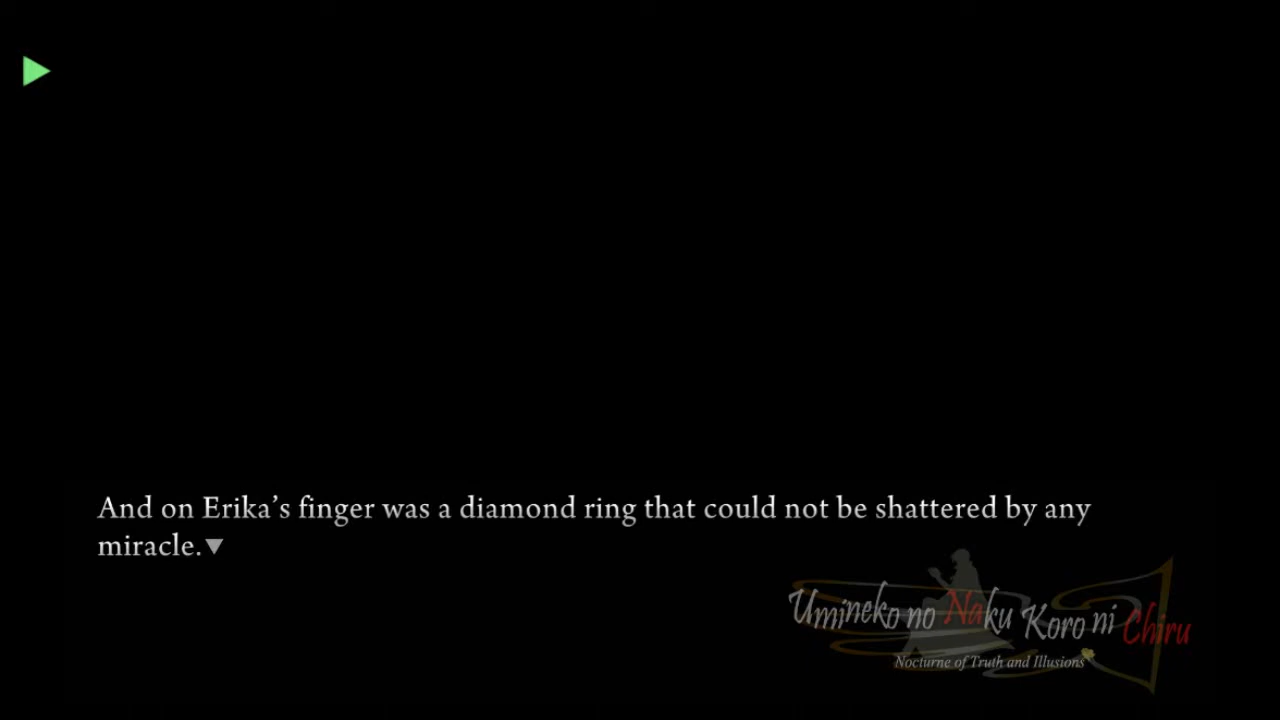 And on Erika’s finger was a diamond ring that could not be shattered by any
miracle.
Umineko no Naku Koro ni Chiru
Nocturne of Truth and Illusions